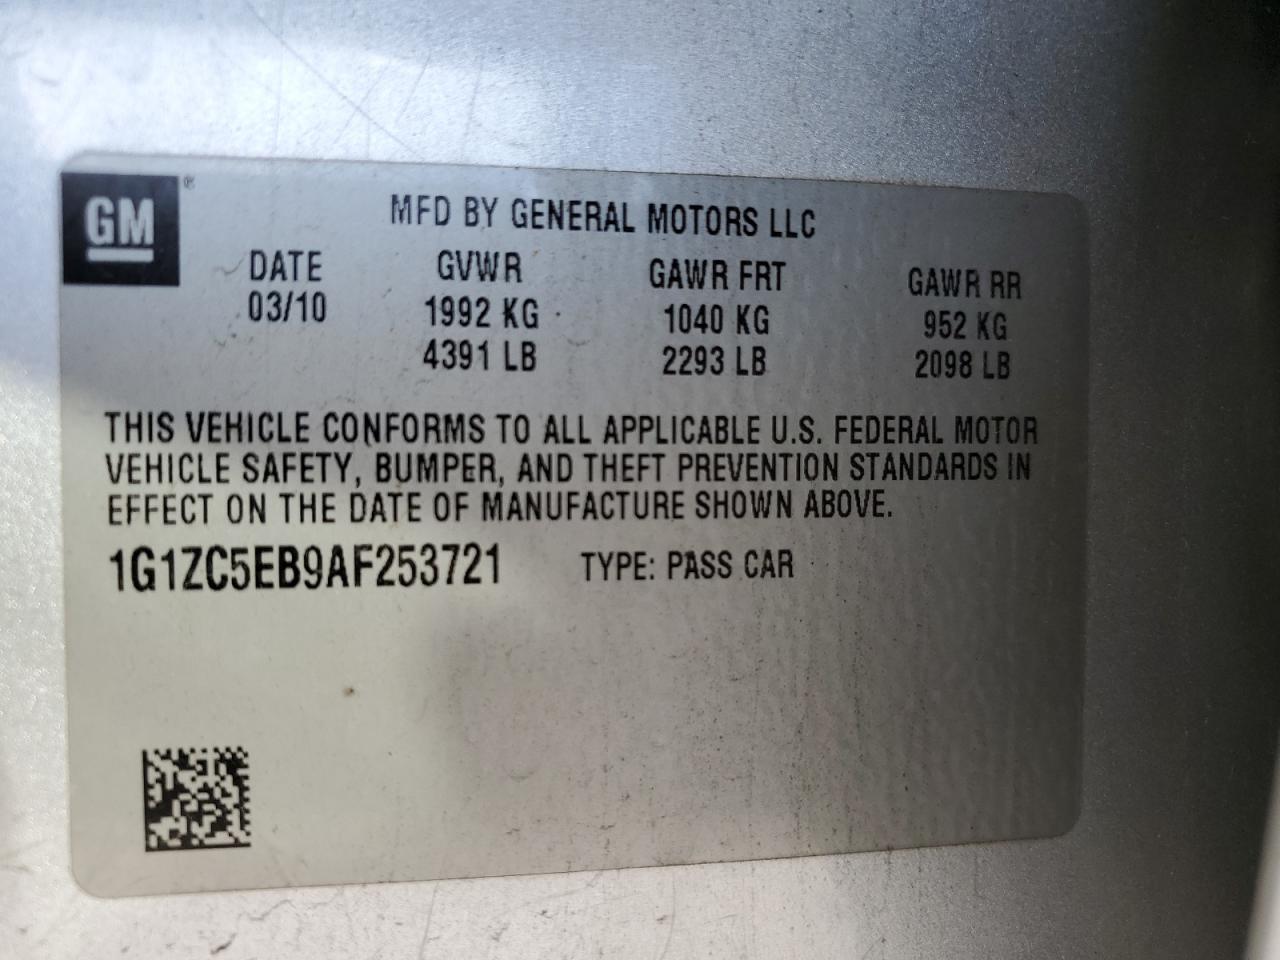 GM®
MFD BY GENERAL MOTORS LLC
DATE GVWR GAWR FRT GAWR RR
03/10 1992 KG 1040 KG 952 KG
4391 LB 2293 LB 2098 LB
THIS VEHICLE CONFORMS TO ALL APPLICABLE U.S. FEDERAL MOTOR
VEHICLE SAFETY, BUMPER, AND THEFT PREVENTION STANDARDS IN
EFFECT ON THE DATE OF MANUFACTURE SHOWN ABOVE.
1G1ZC5EB9AF253721 TYPE: PASS CAR